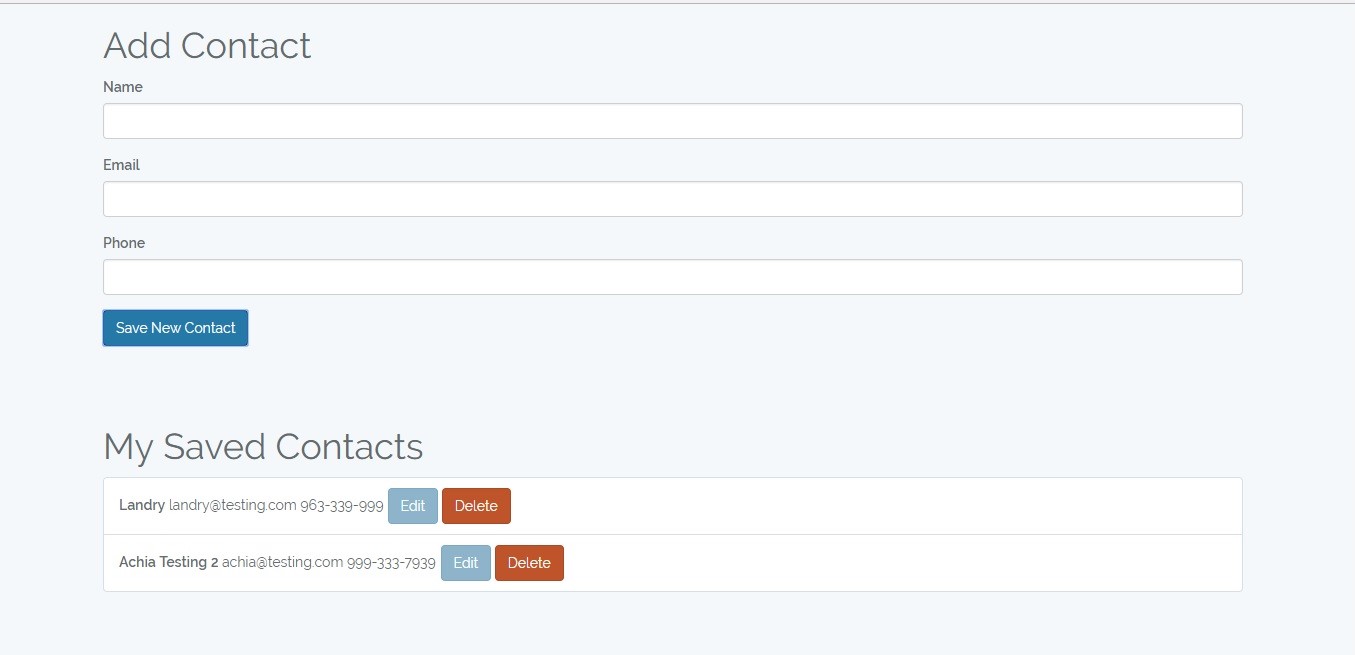 Add Contact
Name
Email
Phone
Save New Contact
My Saved Contacts
Landry landry@testing.com 963-339-999 Edit Delete
Achia Testing 2 achia@testing.com 999-333-7939 Edit Delete